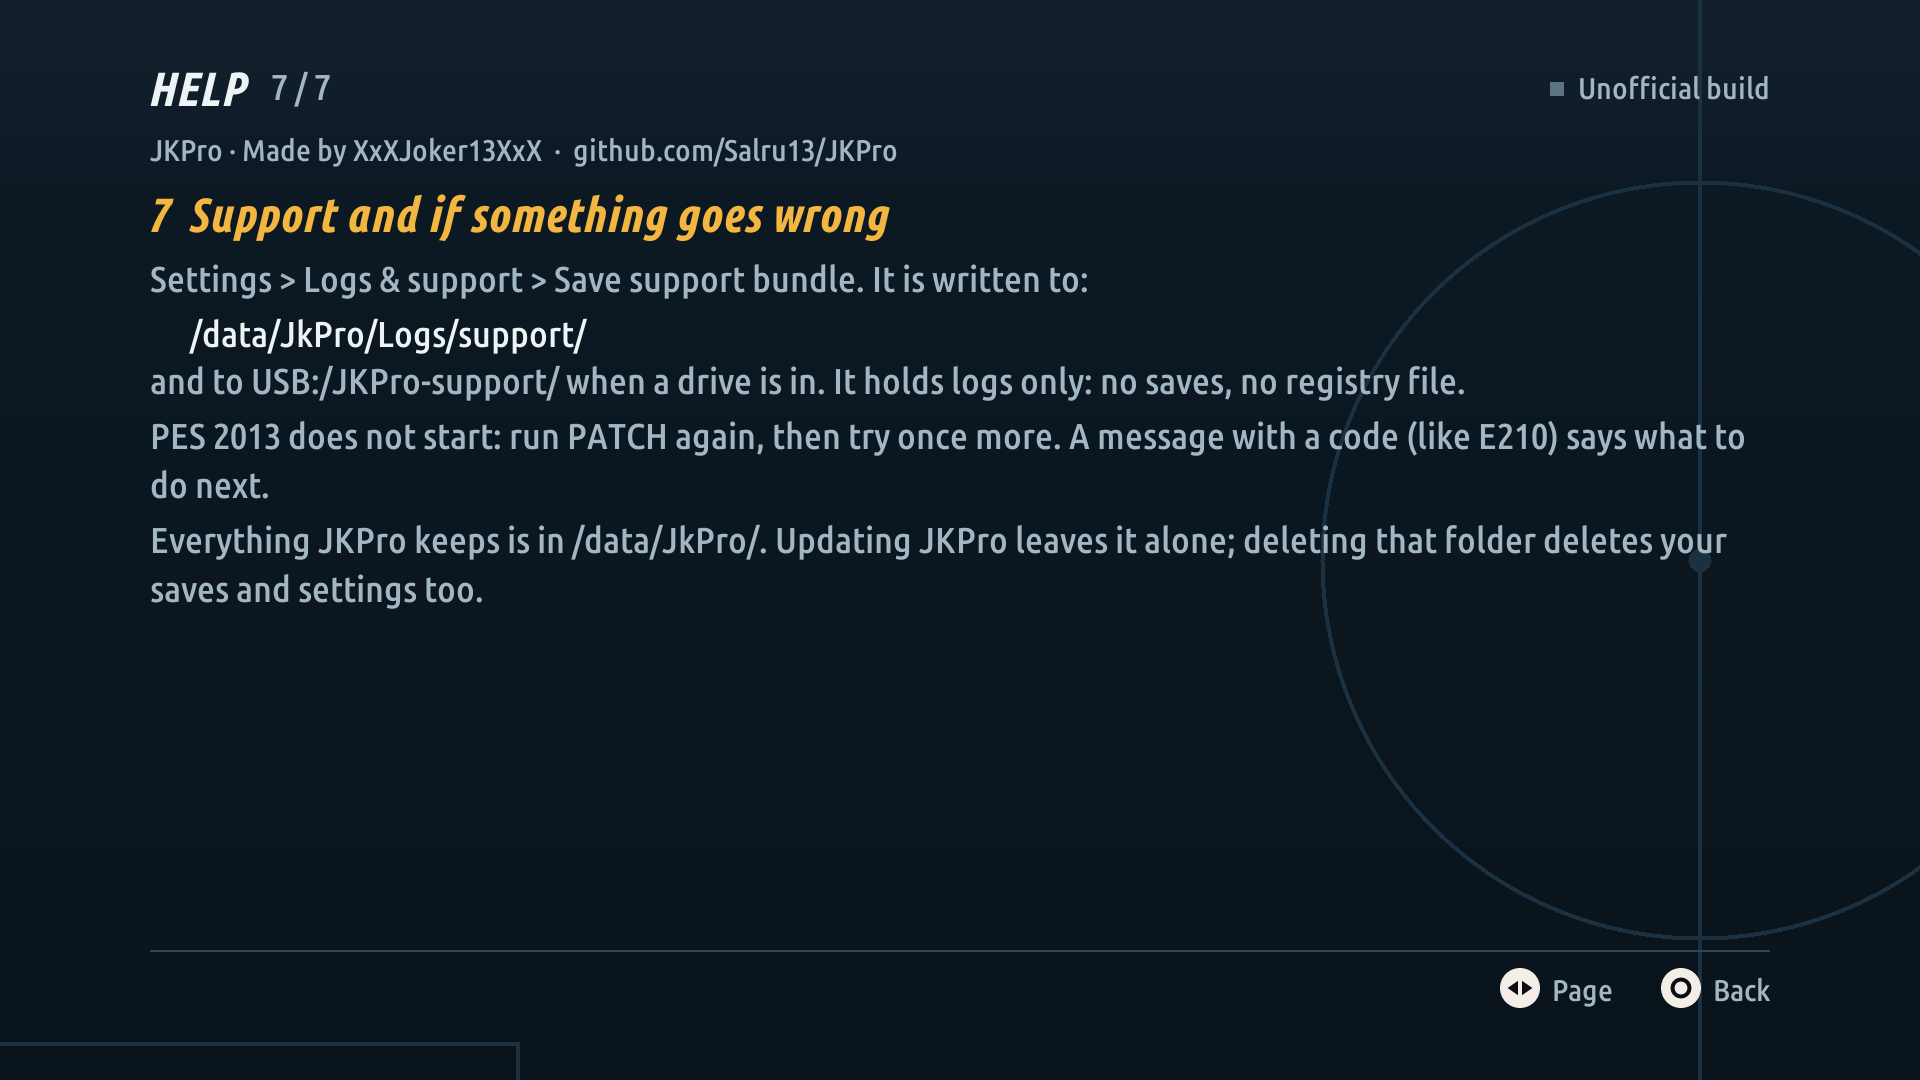 HELP 7 / 7
Unofficial build
JKPro · Made by XxXJoker13XxX · github.com/Salru13/JKPro
7 Support and if something goes wrong
Settings > Logs & support > Save support bundle. It is written to:
/data/JkPro/Logs/support/
and to USB:/JKPro-support/ when a drive is in. It holds logs only: no saves, no registry file.
PES 2013 does not start: run PATCH again, then try once more. A message with a code (like E210) says what to
do next.
Everything JKPro keeps is in /data/JkPro/. Updating JKPro leaves it alone; deleting that folder deletes your
saves and settings too.
Page
Back